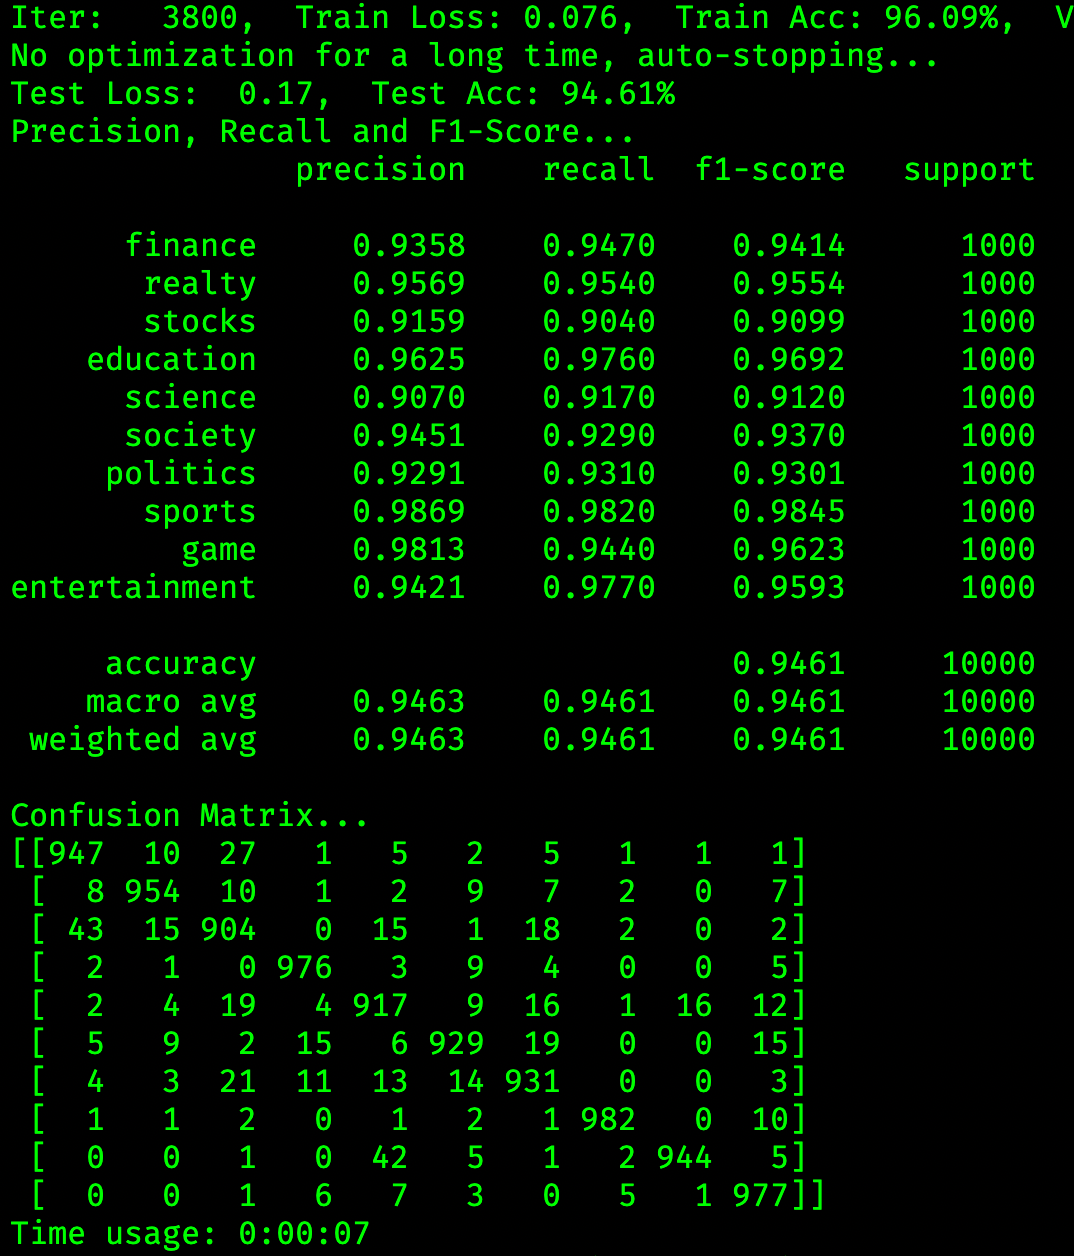 Iter:   3800,  Train Loss: 0.076,  Train Acc: 96.09%,  V
No optimization for a long time, auto-stopping...
Test Loss:  0.17,  Test Acc: 94.61%
Precision, Recall and F1-Score...
               precision    recall  f1-score   support

      finance     0.9358    0.9470    0.9414      1000
       realty     0.9569    0.9540    0.9554      1000
       stocks     0.9159    0.9040    0.9099      1000
    education     0.9625    0.9760    0.9692      1000
      science     0.9070    0.9170    0.9120      1000
      society     0.9451    0.9290    0.9370      1000
     politics     0.9291    0.9310    0.9301      1000
       sports     0.9869    0.9820    0.9845      1000
         game     0.9813    0.9440    0.9623      1000
entertainment     0.9421    0.9770    0.9593      1000

     accuracy                         0.9461     10000
    macro avg     0.9463    0.9461    0.9461     10000
 weighted avg     0.9463    0.9461    0.9461     10000

Confusion Matrix...
[[947  10  27   1   5   2   5   1   1   1]
 [  8 954  10   1   2   9   7   2   0   7]
 [ 43  15 904   0  15   1  18   2   0   2]
 [  2   1   0 976   3   9   4   0   0   5]
 [  2   4  19   4 917   9  16   1  16  12]
 [  5   9   2  15   6 929  19   0   0  15]
 [  4   3  21  11  13  14 931   0   0   3]
 [  1   1   2   0   1   2   1 982   0  10]
 [  0   0   1   0  42   5   1   2 944   5]
 [  0   0   1   6   7   3   0   5   1 977]]
Time usage: 0:00:07